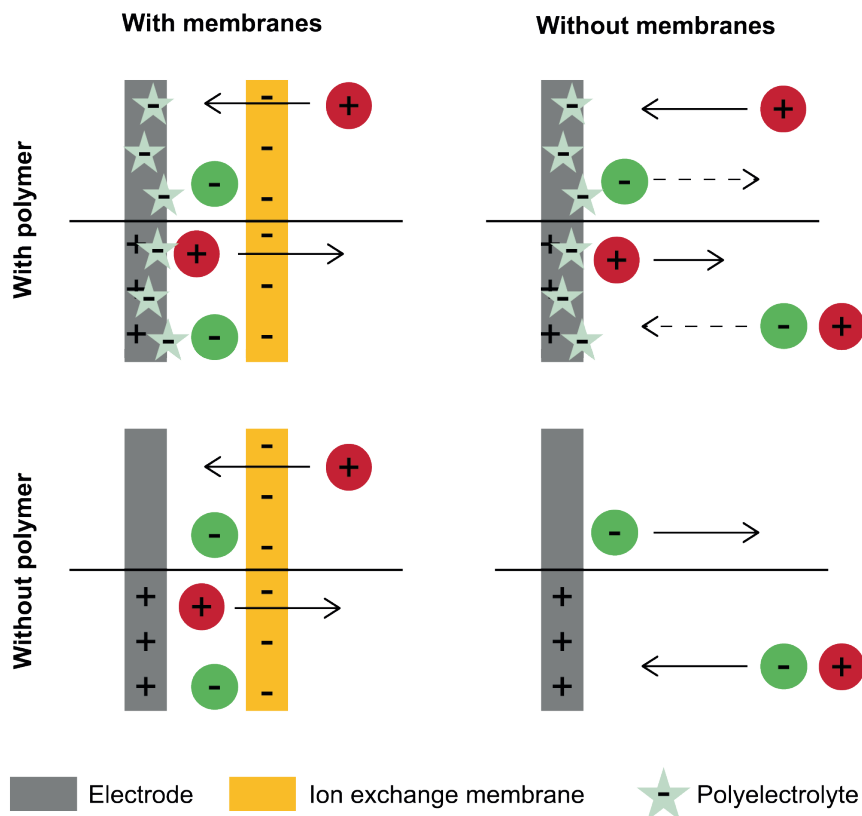 With membranes
Without membranes
With polymer
Without polymer
Electrode
Ion exchange membrane
Polyelectrolyte